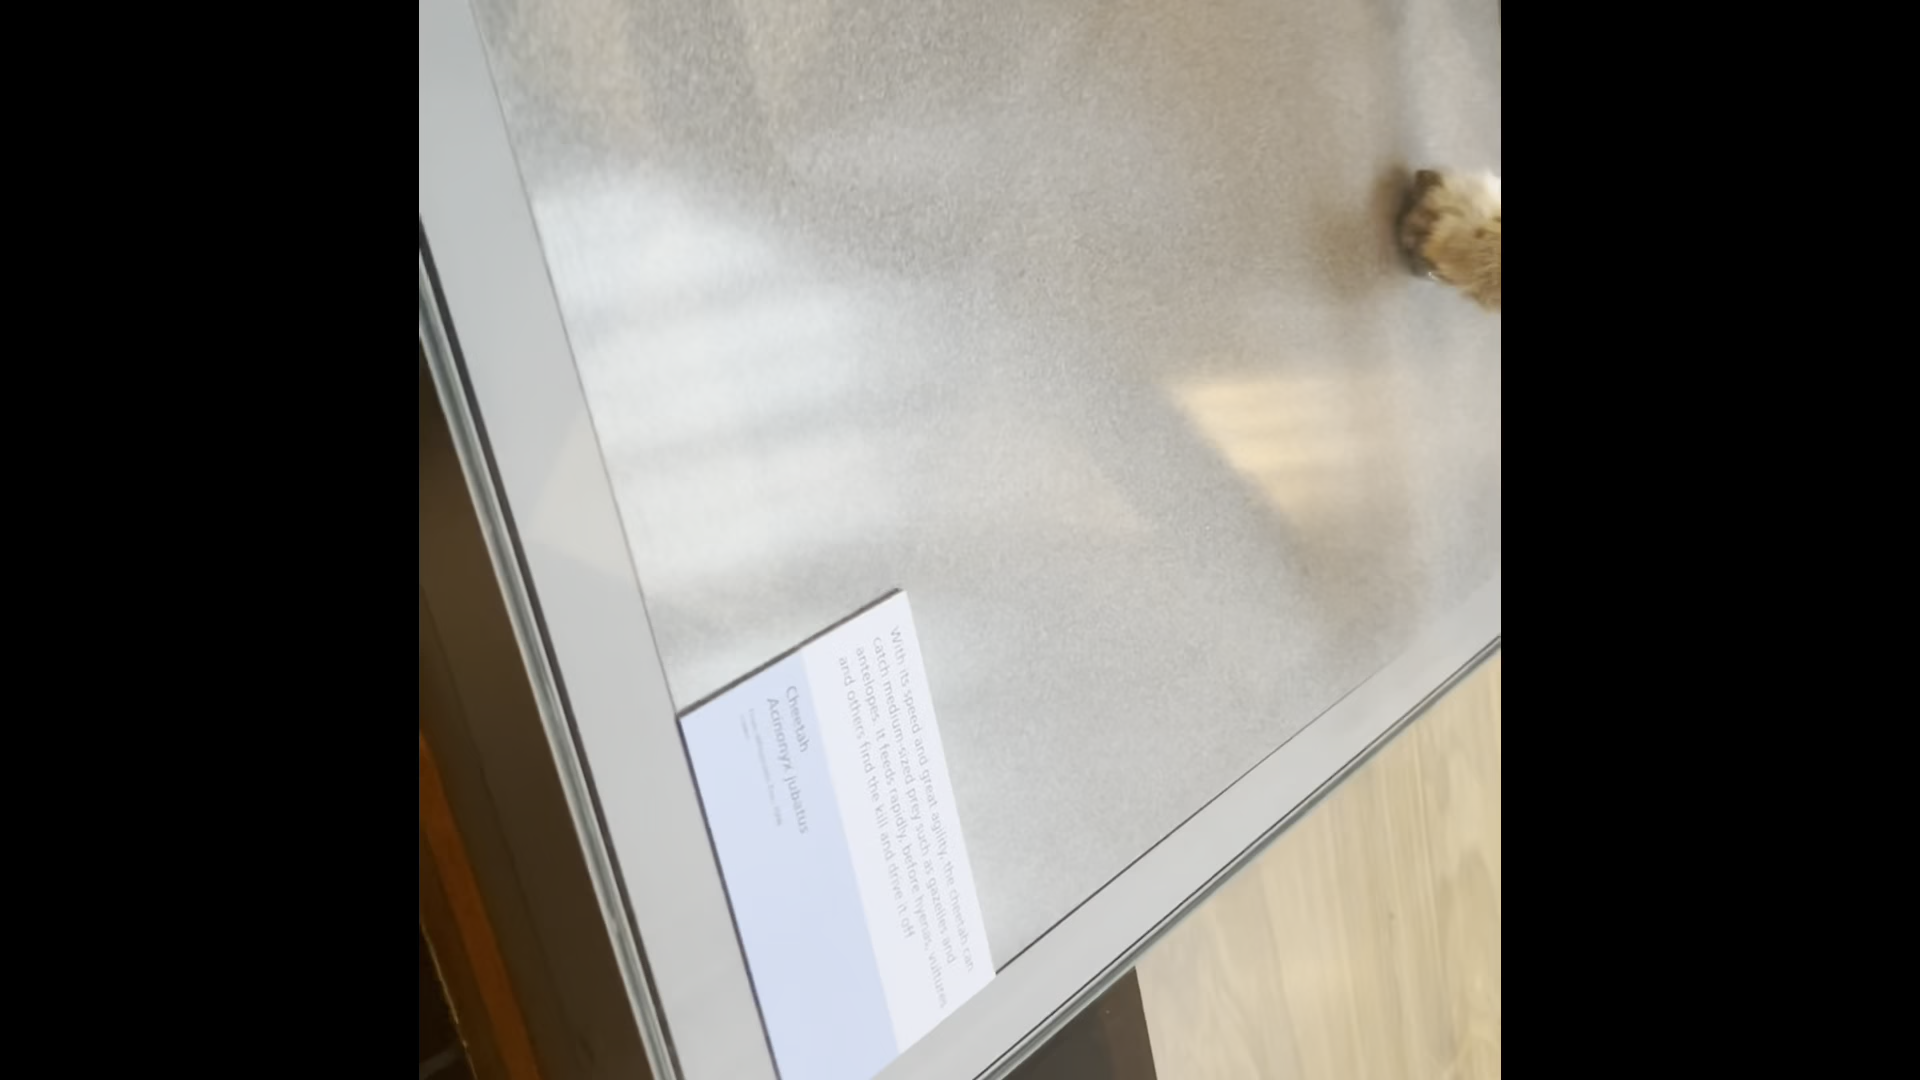 With its speed and great agility, the cheetah can
catch medium-sized prey such as gazelles and
antelopes. It feeds rapidly, before hyenas, vultures
and others find the kill and drive it off
Cheetah
Acinonyx jubatus